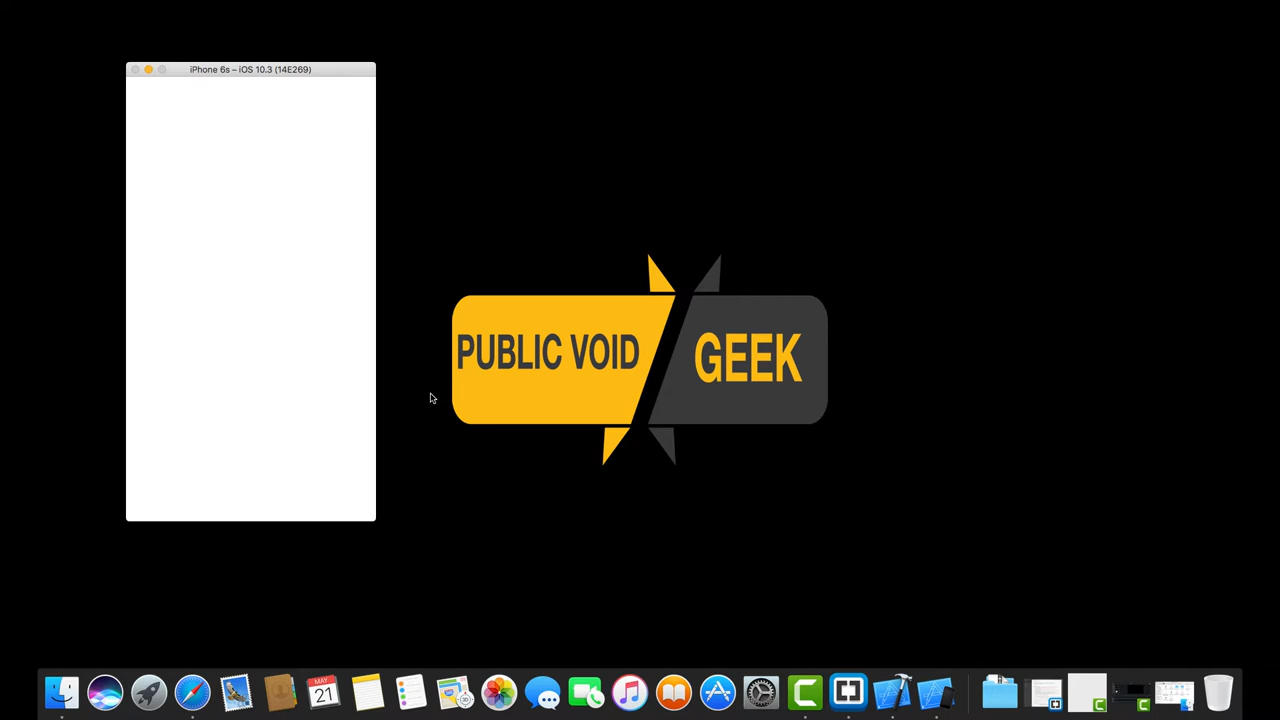 iPhone 6s – iOS 10.3 (14E269)
PUBLIC VOID
GEEK
MAY
21